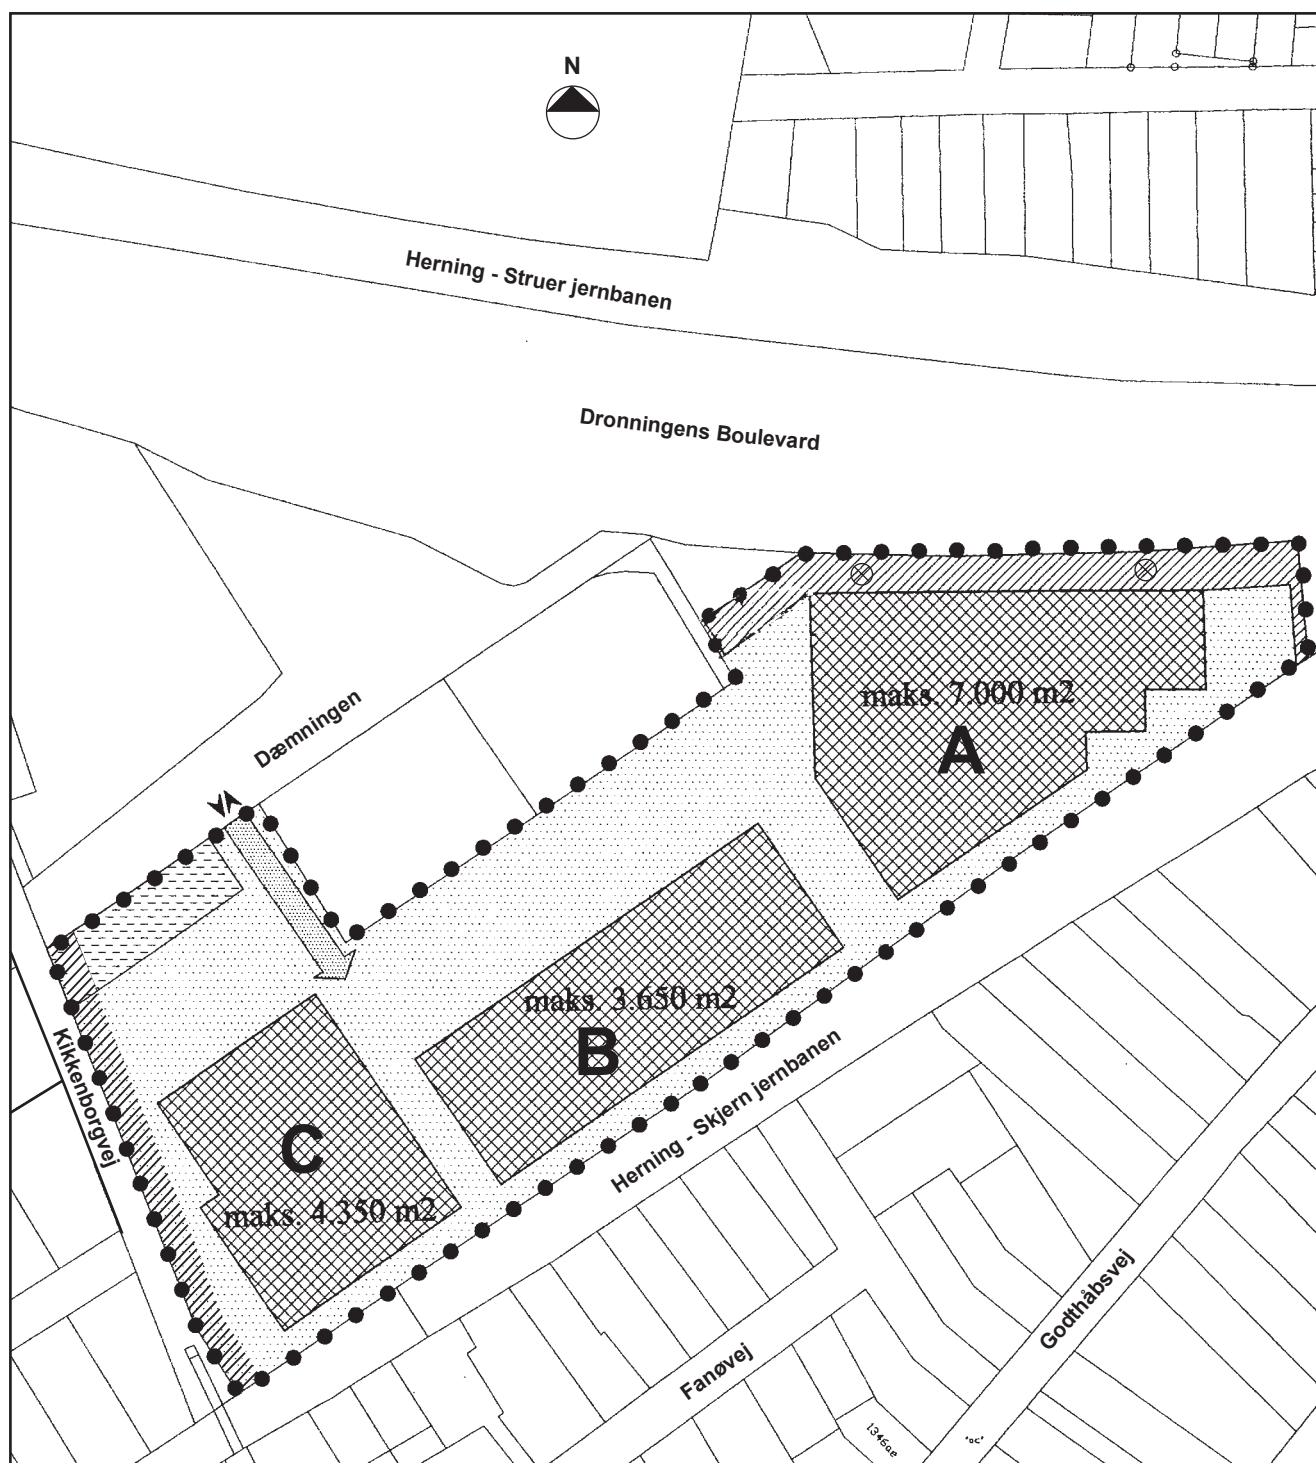 N
Herning - Struer jernbanen
Dronningens Boulevard
Dæmningen
maks. 7.000 m2
A
maks. 3.650 m2
B
Kikkenborgvej
C
maks. 4.350 m2
Herning - Skjern jernbanen
Godthåbsvej
Fanøvej